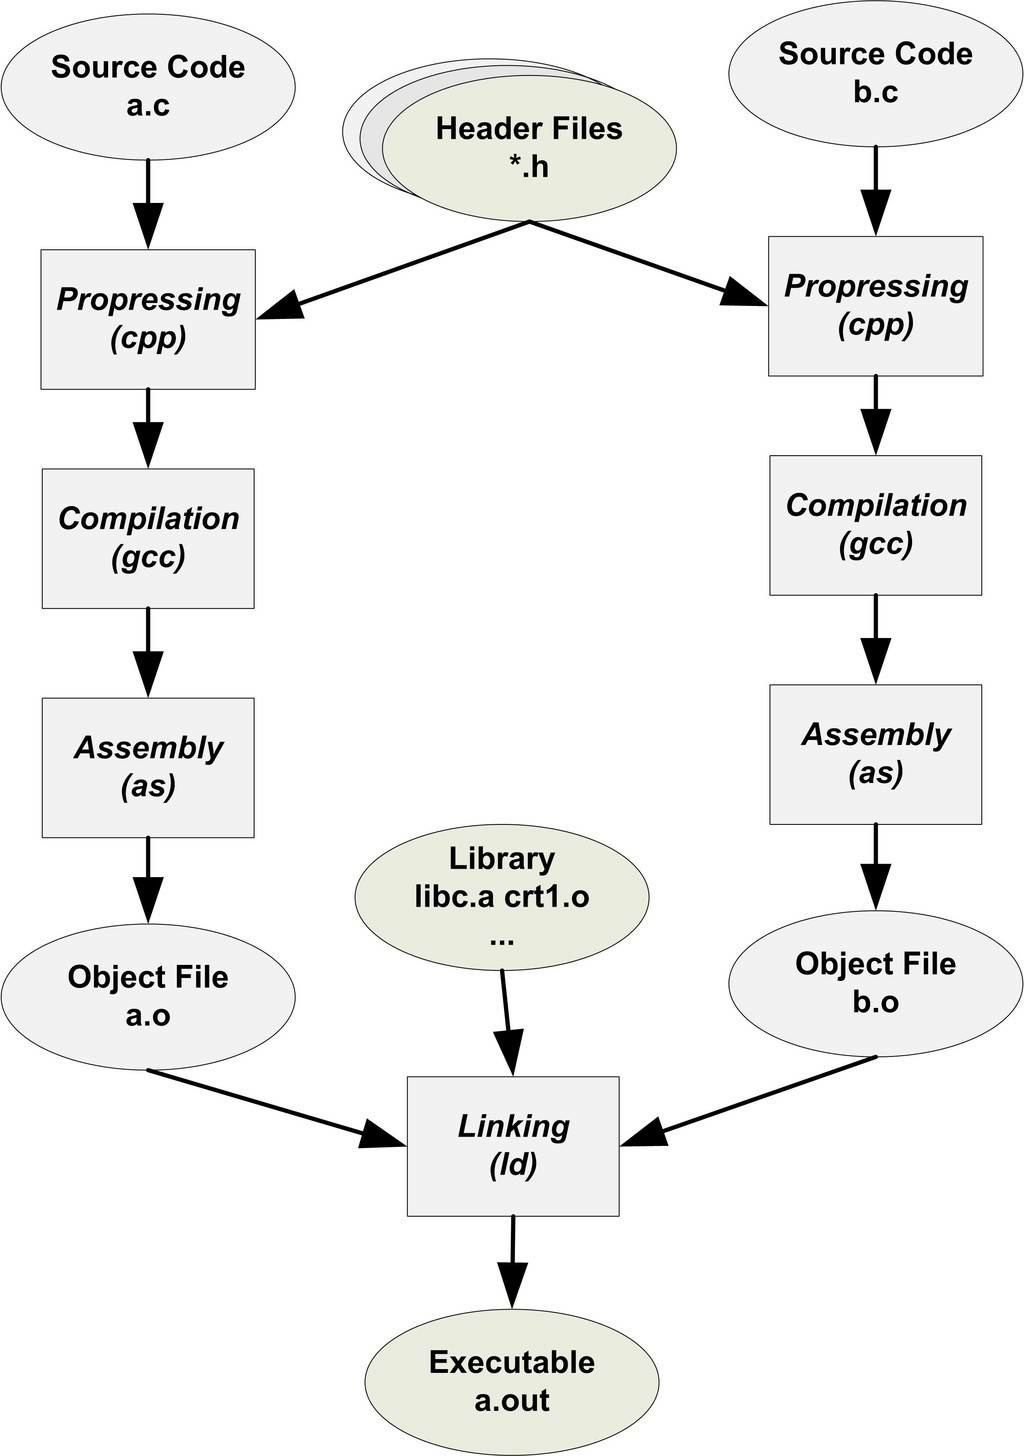 Source Code
a.c
Header Files
*.h
Source Code
b.c
Propressing
(cpp)
Propressing
(cpp)
Compilation
(gcc)
Compilation
(gcc)
Assembly
(as)
Assembly
(as)
Library
libc.a crt1.o
...
Object File
a.o
Object File
b.o
Linking
(ld)
Executable
a.out